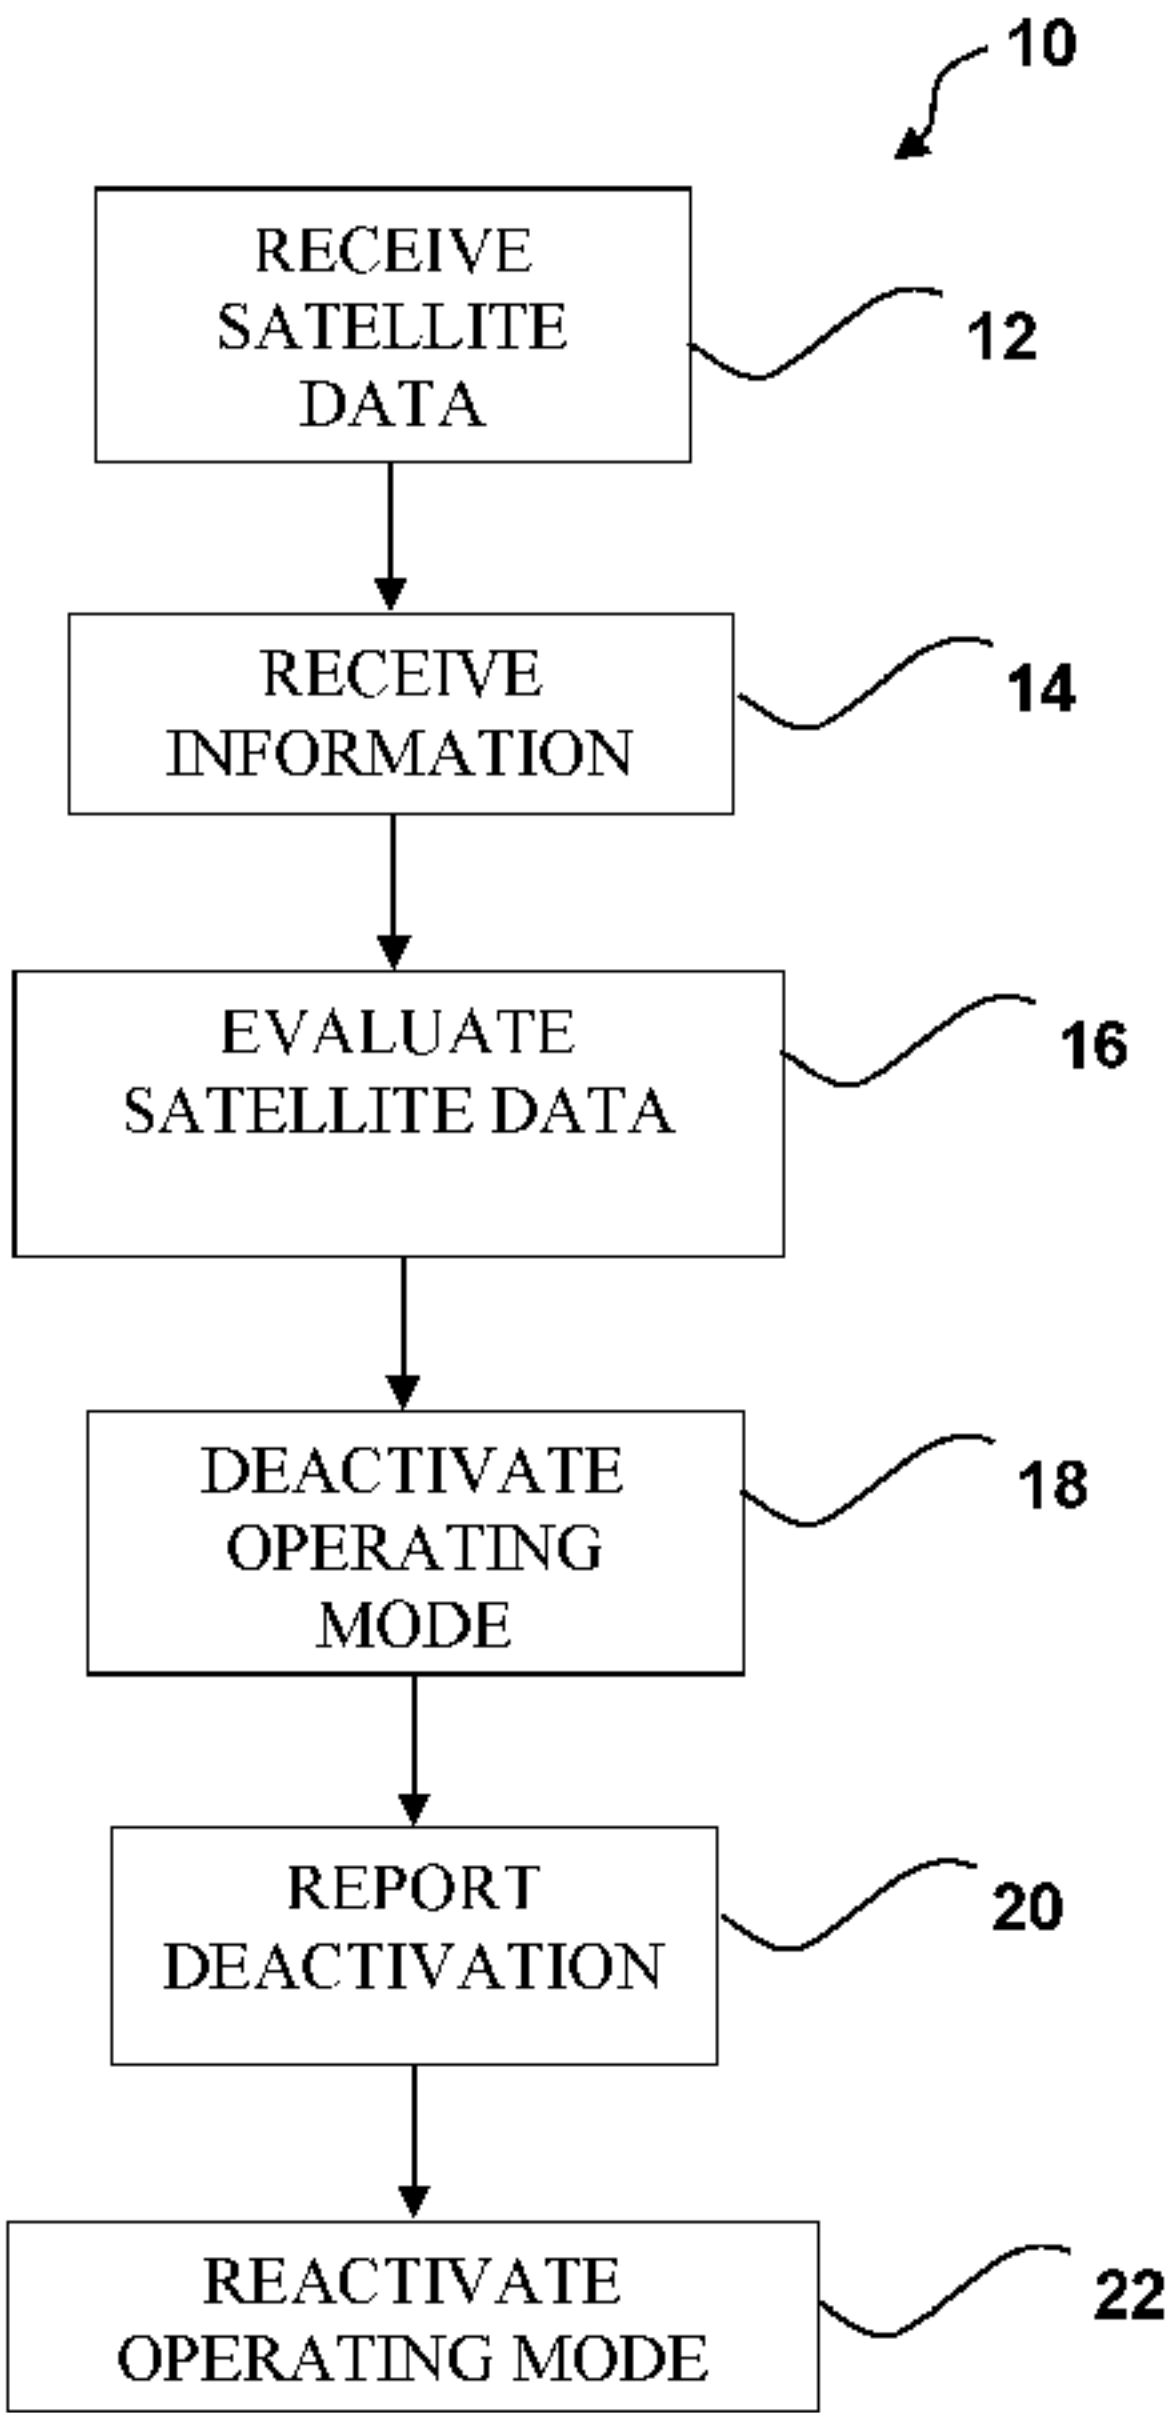 10
RECEIVE
SATELLITE
DATA
12
RECEIVE
INFORMATION
14
EVALUATE
SATELLITE DATA
16
DEACTIVATE
OPERATING
MODE
18
REPORT
DEACTIVATION
20
REACTIVATE
OPERATING MODE
22